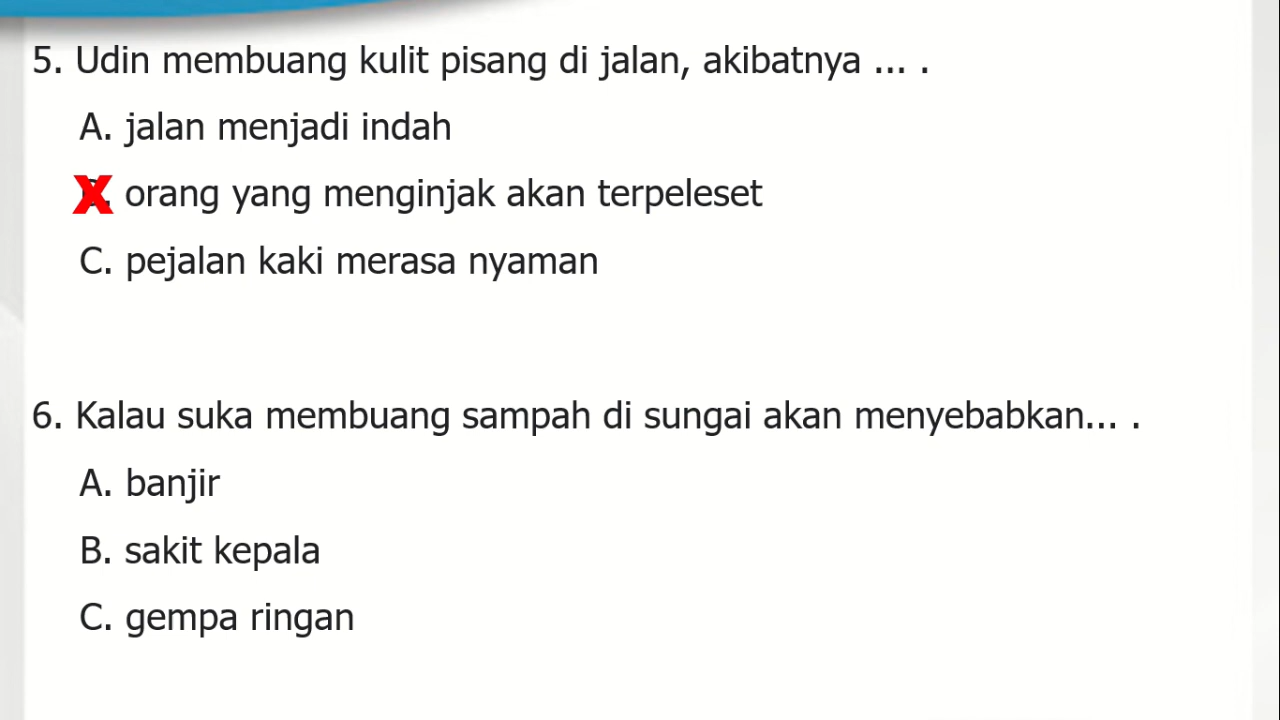 5. Udin membuang kulit pisang di jalan, akibatnya ... .
A. jalan menjadi indah
X orang yang menginjak akan terpeleset
C. pejalan kaki merasa nyaman
6. Kalau suka membuang sampah di sungai akan menyebabkan... .
A. banjir
B. sakit kepala
C. gempa ringan